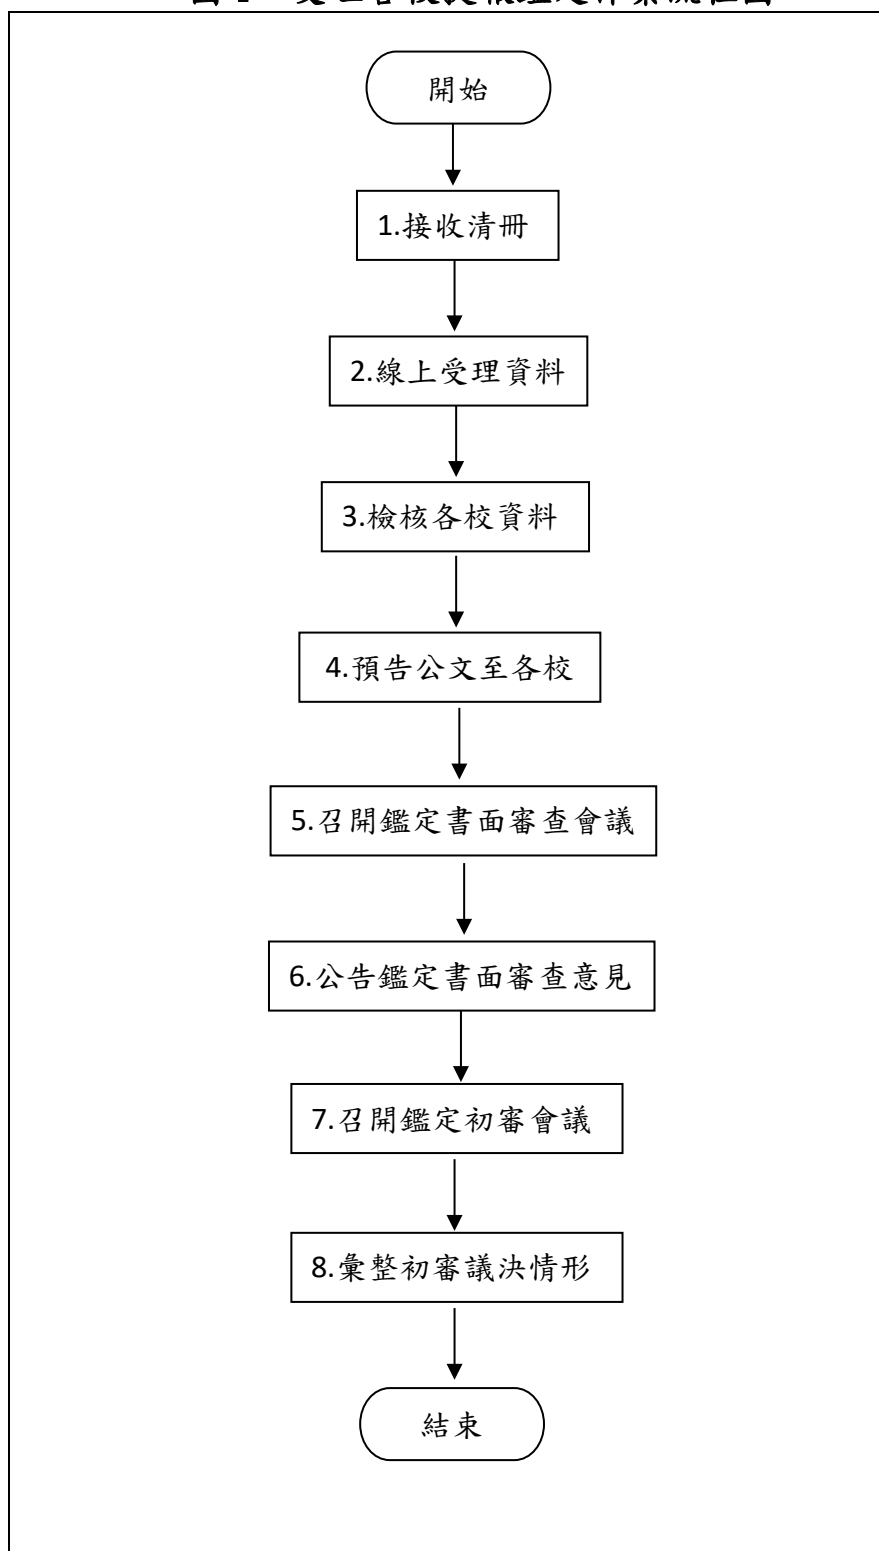 開始
1.接收清冊
2.線上受理資料
3.檢核各校資料
4.預告公文至各校
5.召開鑑定書面審查會議
6.公告鑑定書面審查意見
7.召開鑑定初審會議
8.彙整初審議決情形
結束